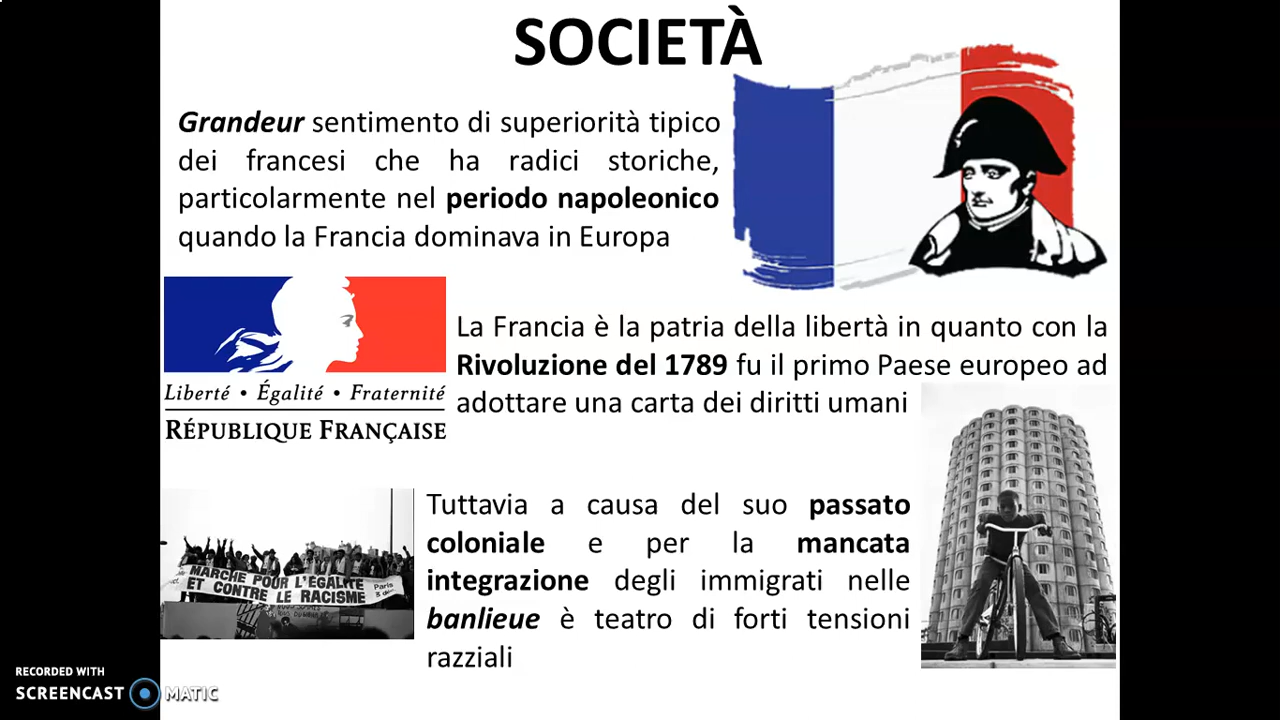 SOCIETÀ
Grandeur sentimento di superiorità tipico
dei francesi che ha radici storiche,
particolarmente nel periodo napoleonico
quando la Francia dominava in Europa
Liberté • Égalité • Fraternité
RÉPUBLIQUE FRANÇAISE
La Francia è la patria della libertà in quanto con la
Rivoluzione del 1789 fu il primo Paese europeo ad
adottare una carta dei diritti umani
MARCHE POUR L'EGALITE
ET CONTRE LE RACISME
Paris
Tuttavia a causa del suo passato
coloniale e per la mancata
integrazione degli immigrati nelle
banlieue è teatro di forti tensioni
razziali
RECORDED WITH
SCREENCAST MATIC